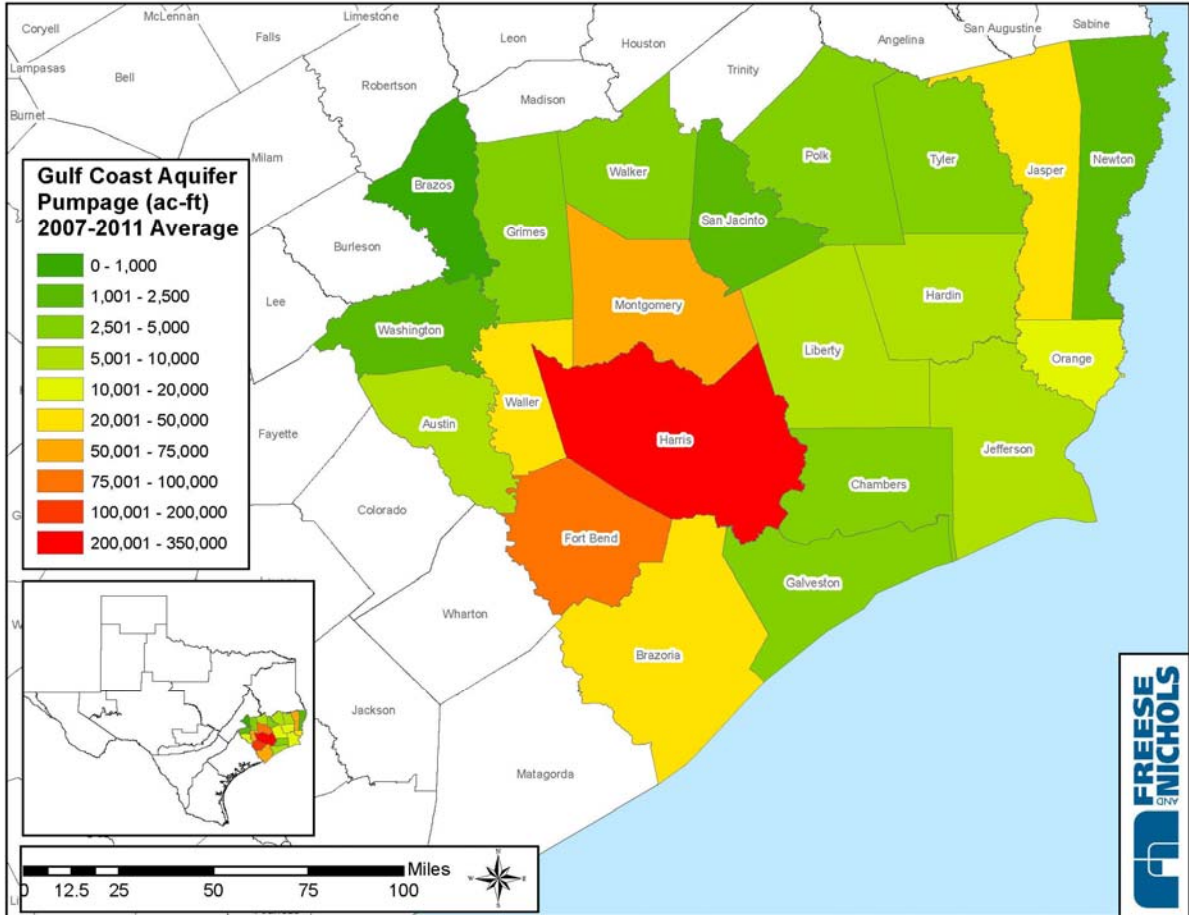 Coryell
McLennan
Limestone
Falls
Leon
Houston
Angelina
San Augustine
Sabine
Lampasas
Bell
Robertson
Madison
Trinity
Burnet
Milam
Brazos
Walker
Polk
Tyler
Jasper
Newton
Grimes
San Jacinto
Burleson
Lee
Washington
Montgomery
Hardin
Liberty
Orange
Waller
Austin
Harris
Jefferson
Fayette
Chambers
Colorado
Fort Bend
Galveston
Wharton
Brazoria
Jackson
Matagorda
Gulf Coast Aquifer
Pumpage (ac-ft)
2007-2011 Average
0 - 1,000
1,001 - 2,500
2,501 - 5,000
5,001 - 10,000
10,001 - 20,000
20,001 - 50,000
50,001 - 75,000
75,001 - 100,000
100,001 - 200,000
200,001 - 350,000
Miles
0 12.5 25 50 75 100
N
W E
S
FREESE
AND NICHOLS